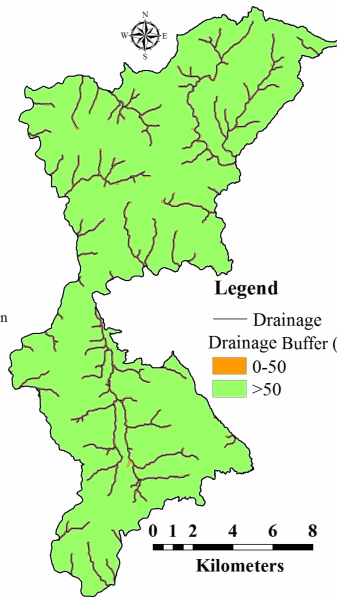 N
W E
S
n
Legend
Drainage
Drainage Buffer (
0-50
>50
0 1 2 4 6 8
Kilometers